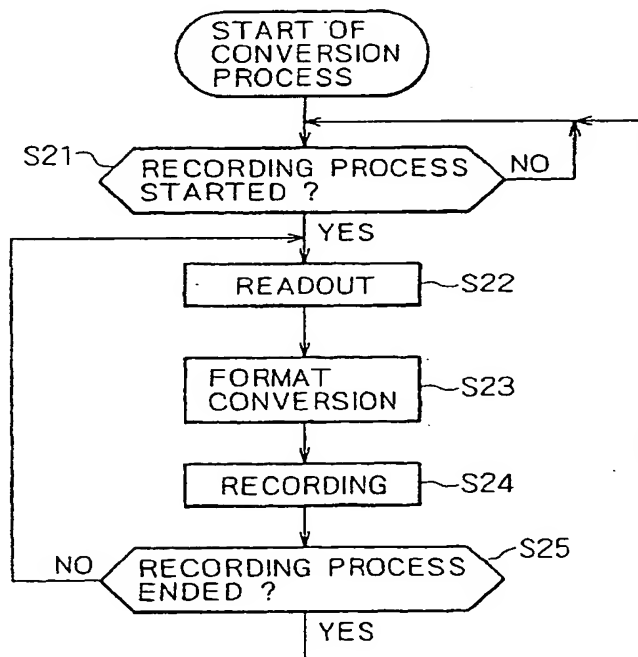 START OF
CONVERSION
PROCESS
S21
RECORDING PROCESS
STARTED ?
NO
YES
READOUT
S22
FORMAT
CONVERSION
S23
RECORDING
S24
S25
NO
RECORDING PROCESS
ENDED ?
YES